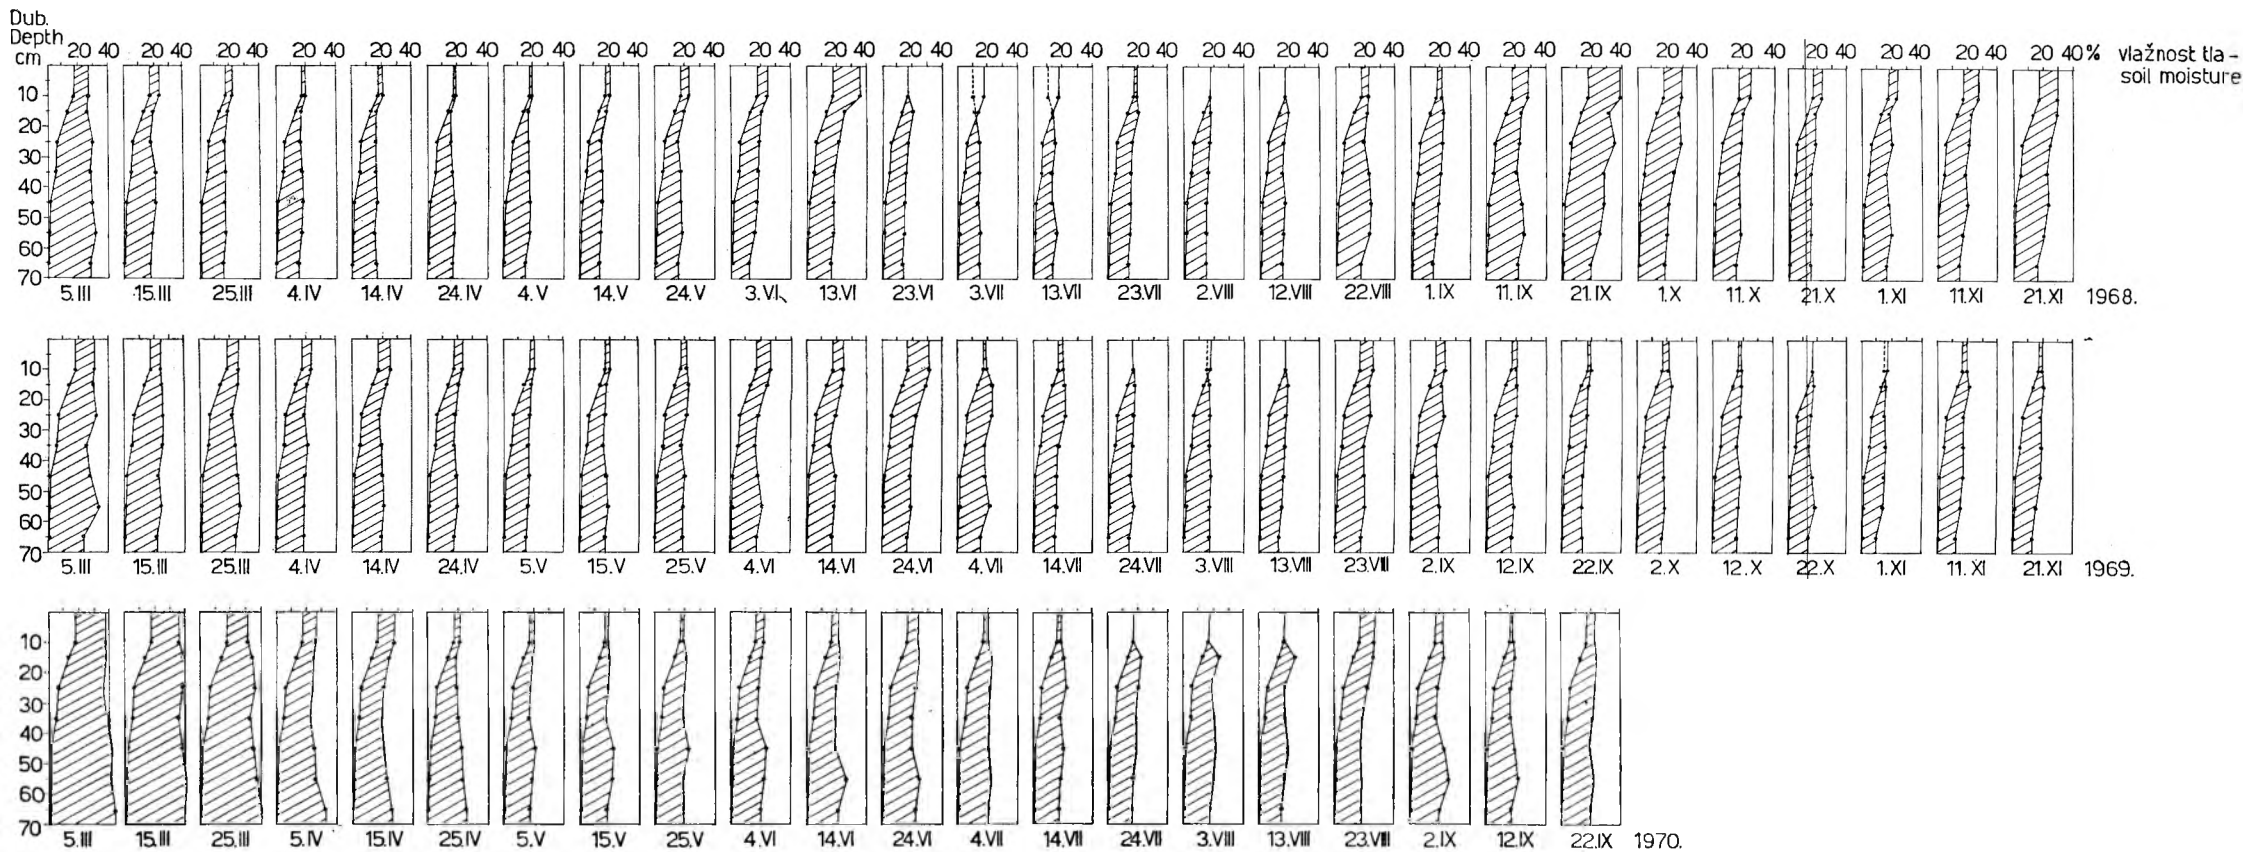 Dub.
Depth
cm
20 40 20 40 20 40 20 40 20 40 20 40 20 40 20 40 20 40 20 40 20 40 20 40 20 40 20 40 20 40 20 40 20 40 20 40 20 40 20 40 20 40 20 40 20 40 20 40 20 40 20 40 20 40% vlažnost tla-
soil moisture
10
20
30
40
50
60
70
5.III 15.III 25.III 4.IV 14.IV 24.IV 4.V 14.V 24.V 3.VI 13.VI 23.VI 3.VII 13.VII 23.VII 2.VIII 12.VIII 22.VIII 1.IX 11.IX 21.IX 1.X 11.X 21.X 1.XI 11.XI 21.XI 1968.
10
20
30
40
50
60
70
5.III 15.III 25.III 4.IV 14.IV 24.IV 5.V 15.V 25.V 4.VI 14.VI 24.VI 4.VII 14.VII 24.VII 3.VIII 13.VIII 23.VIII 2.IX 12.IX 22.IX 2.X 12.X 22.X 1.XI 11.XI 21.XI 1969.
10
20
30
40
50
60
70
5.III 15.III 25.III 5.IV 15.IV 25.IV 5.V 15.V 25.V 4.VI 14.VI 24.VI 4.VII 14.VII 24.VII 3.VIII 13.VIII 23.VIII 2.IX 12.IX 22.IX 1970.